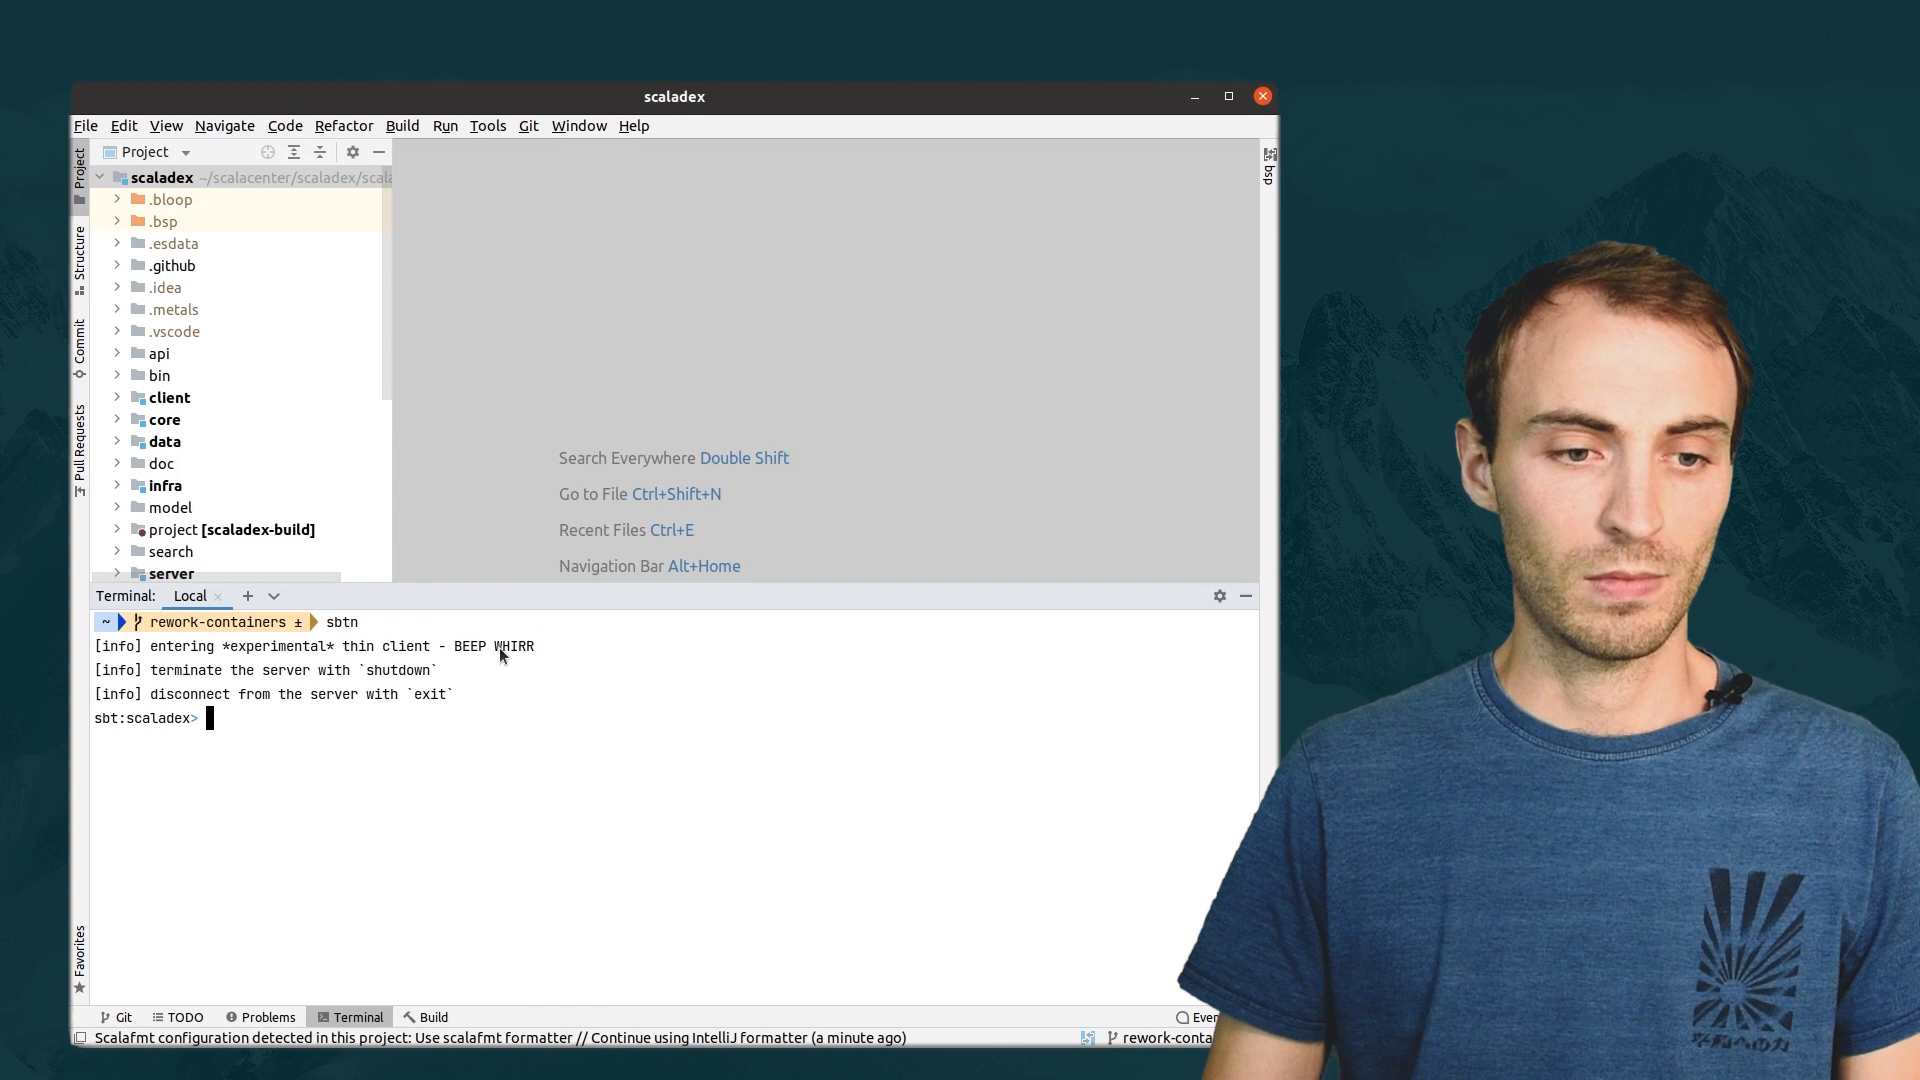 scaladex
File Edit View Navigate Code Refactor Build Run Tools Git Window Help
Project
Project
Structure
Commit
Pull Requests
Favorites
bsp
scaladex ~/scalacenter/scaladex/scala
.bloop
.bsp
.esdata
.github
.idea
.metals
.vscode
api
bin
client
core
data
doc
infra
model
project [scaladex-build]
search
server
Search Everywhere Double Shift
Go to File Ctrl+Shift+N
Recent Files Ctrl+E
Navigation Bar Alt+Home
Terminal: Local
~ rework-containers ± sbtn
[info] entering *experimental* thin client - BEEP WHIRR
[info] terminate the server with `shutdown`
[info] disconnect from the server with `exit`
sbt:scaladex>
Git TODO Problems Terminal Build
Scalafmt configuration detected in this project: Use scalafmt formatter // Continue using IntelliJ formatter (a minute ago)